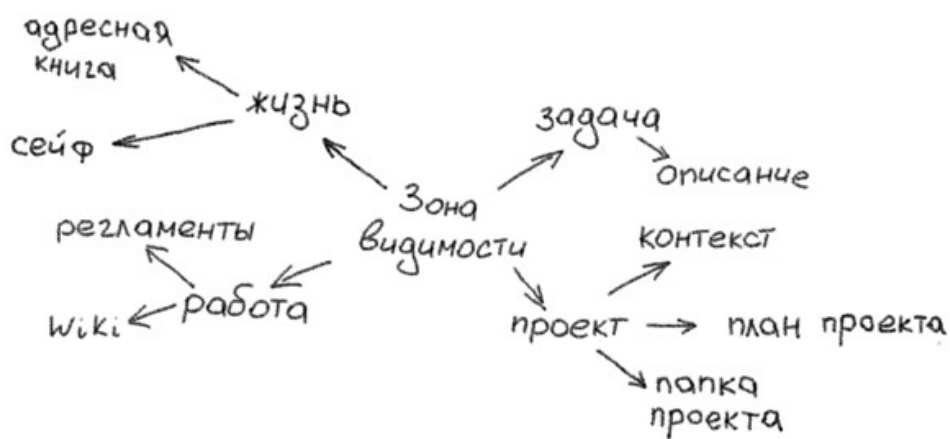 адресная
книга
жизнь
сейф
задача
описание
Зона
видимости
регламенты
работа
Wiki
контекст
проект
план проекта
папка
проекта